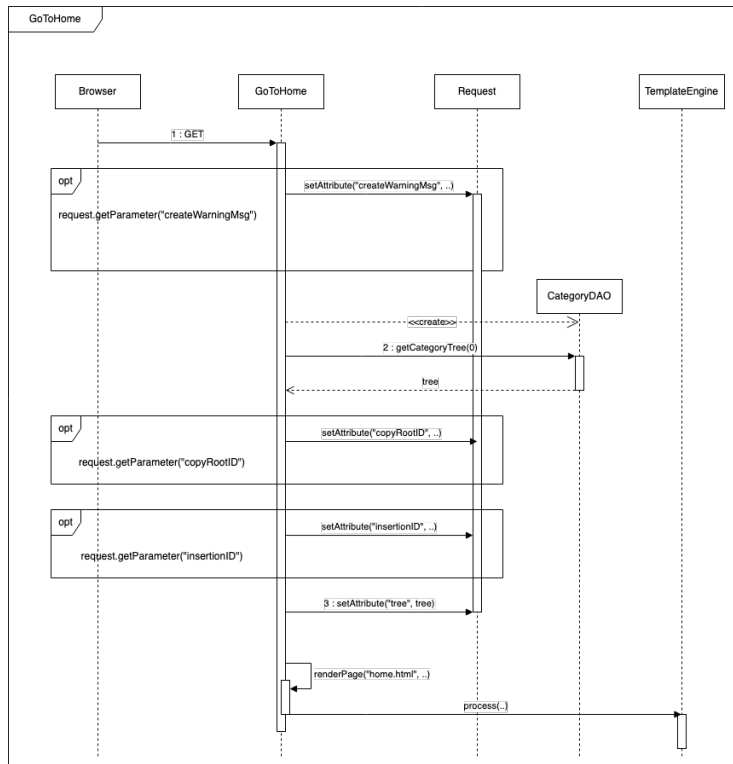 GoToHome
Browser
GoToHome
Request
TemplateEngine
1 : GET
opt
setAttribute("createWarningMsg", ..)
request.getParameter("createWarningMsg")
CategoryDAO
<<create>>
2 : getCategoryTree(0)
tree
opt
setAttribute("copyRootID", ..)
request.getParameter("copyRootID")
opt
setAttribute("insertionID", ..)
request.getParameter("insertionID")
3 : setAttribute("tree", tree)
renderPage("home.html", ..)
process(..)